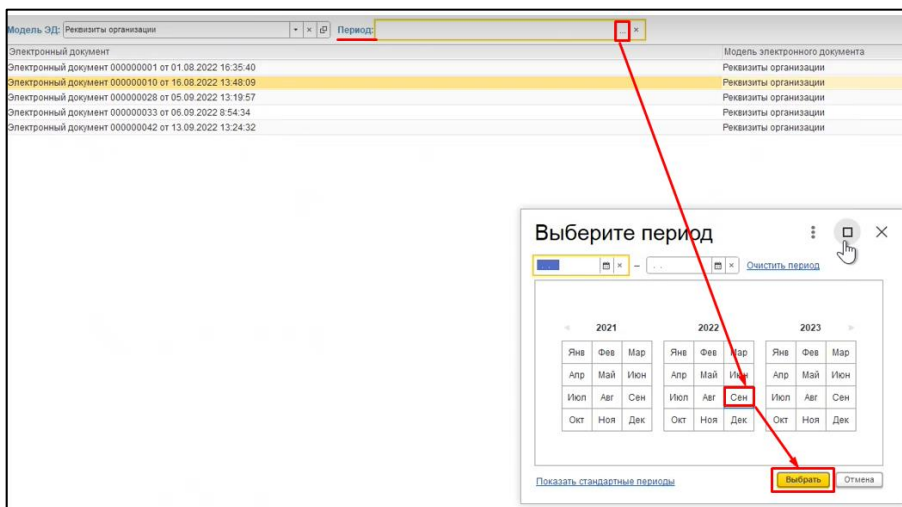 Модель ЭД: Реквизиты организации Период: ... ×
Электронный документ Модель электронного документа
Электронный документ 000000001 от 01.08.2022 16:35:40 Реквизиты организации
Электронный документ 000000010 от 16.08.2022 13:48:09 Реквизиты организации
Электронный документ 000000028 от 05.09.2022 13:19:57 Реквизиты организации
Электронный документ 000000033 от 06.09.2022 8:54:34 Реквизиты организации
Электронный документ 000000042 от 13.09.2022 13:24:32 Реквизиты организации
Выберите период
– . . Очистить период
2021 2022 2023
Янв Фев Мар Янв Фев Мар Янв Фев Мар
Апр Май Июн Апр Май Июн Апр Май Июн
Июл Авг Сен Июл Авг Сен Июл Авг Сен
Окт Ноя Дек Окт Ноя Дек Окт Ноя Дек
Показать стандартные периоды Выбрать Отмена